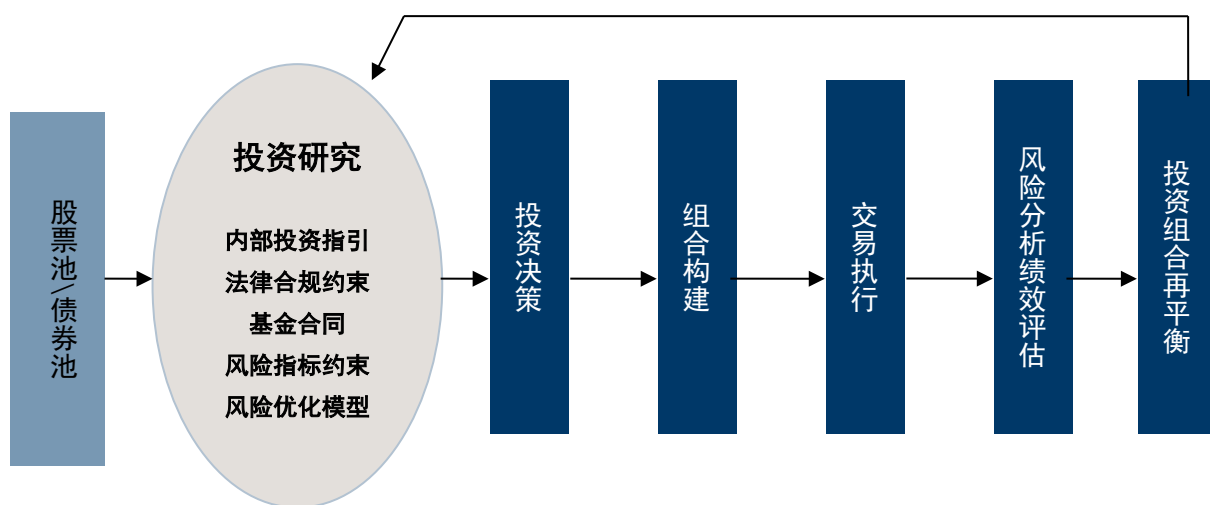 股票池\债券池
投资研究
内部投资指引
法律合规约束
基金合同
风险指标约束
风险优化模型
投资决策
组合构建
交易执行
风险分析绩效评估
投资组合再平衡